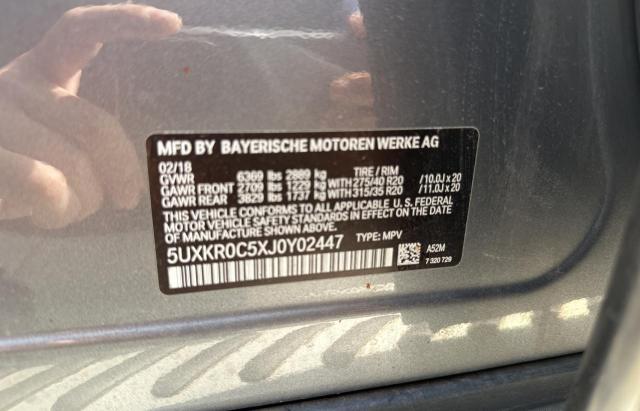 MFD BY BAYERISCHE MOTOREN WERKE AG
02/18
GVWR 6369 lbs 2889 kg TIRE / RIM
GAWR FRONT 2709 lbs 1229 kg WITH 275/40 R20 /10.0J x 20
GAWR REAR 3829 lbs 1737 kg WITH 315/35 R20 /11.0J x 20
THIS VEHICLE CONFORMS TO ALL APPLICABLE U. S. FEDERAL
MOTOR VEHICLE SAFETY STANDARDS IN EFFECT ON THE
DATE OF MANUFACTURE SHOWN ABOVE.
5UXKR0C5XJ0Y02447 TYPE: MPV
A52M
7 320 729